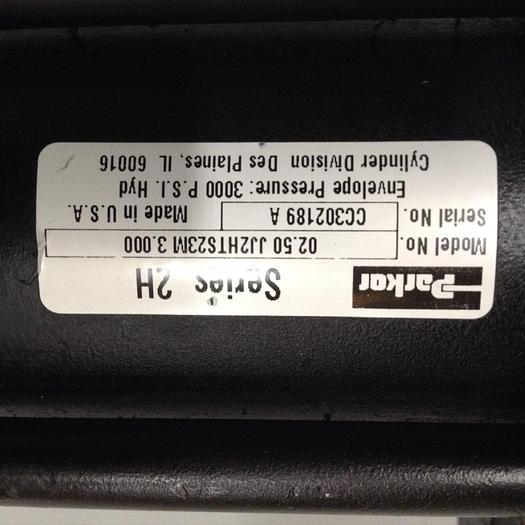 Parker Series 2H
Model No. 02.50 JJ2HTS23M 3.000
Serial No. CC302189 A Made in U.S.A.
Envelope Pressure: 3000 P.S.I. Hyd
Cylinder Division Des Plaines, IL 60016